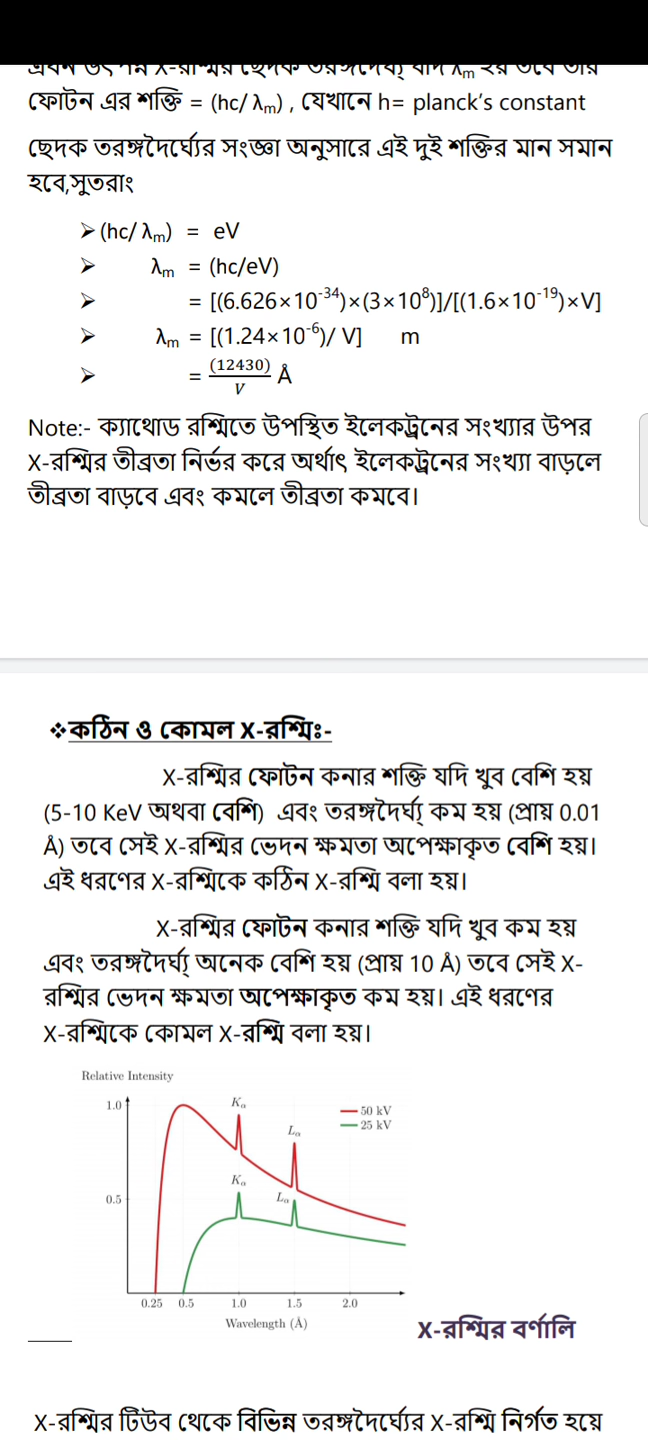 ফোটন এর শক্তি = (hc/ λm) , যেখানে h= planck's constant
ছেদক তরঙ্গদৈর্ঘ্যের সংজ্ঞা অনুসারে এই দুই শক্তির মান সমান
হবে,সুতরাং
➢ (hc/ λm) = eV
➢ λm = (hc/eV)
➢ = [(6.626×10⁻³⁴)×(3×10⁸)]/[(1.6×10⁻¹⁹)×V]
➢ λm = [(1.24×10⁻⁶)/ V] m
➢ = (12430)/V Å
Note:- ক্যাথোড রশ্মিতে উপস্থিত ইলেকট্রনের সংখ্যার উপর
X-রশ্মির তীব্রতা নির্ভর করে অর্থাৎ ইলেকট্রনের সংখ্যা বাড়লে
তীব্রতা বাড়বে এবং কমলে তীব্রতা কমবে।
❖কঠিন ও কোমল X-রশ্মিঃ-
X-রশ্মির ফোটন কনার শক্তি যদি খুব বেশি হয়
(5-10 KeV অথবা বেশি) এবং তরঙ্গদৈর্ঘ্য কম হয় (প্রায় 0.01
Å) তবে সেই X-রশ্মির ভেদন ক্ষমতা অপেক্ষাকৃত বেশি হয়।
এই ধরণের X-রশ্মিকে কঠিন X-রশ্মি বলা হয়।
X-রশ্মির ফোটন কনার শক্তি যদি খুব কম হয়
এবং তরঙ্গদৈর্ঘ্য অনেক বেশি হয় (প্রায় 10 Å) তবে সেই X-
রশ্মির ভেদন ক্ষমতা অপেক্ষাকৃত কম হয়। এই ধরণের
X-রশ্মিকে কোমল X-রশ্মি বলা হয়।
Relative Intensity
1.0
Kα
50 kV
25 kV
Lα
Kα
0.5
Lα
0.25 0.5 1.0 1.5 2.0
Wavelength (Å)
X-রশ্মির বর্ণালি
X-রশ্মির টিউব থেকে বিভিন্ন তরঙ্গদৈর্ঘ্যের X-রশ্মি নির্গত হয়ে